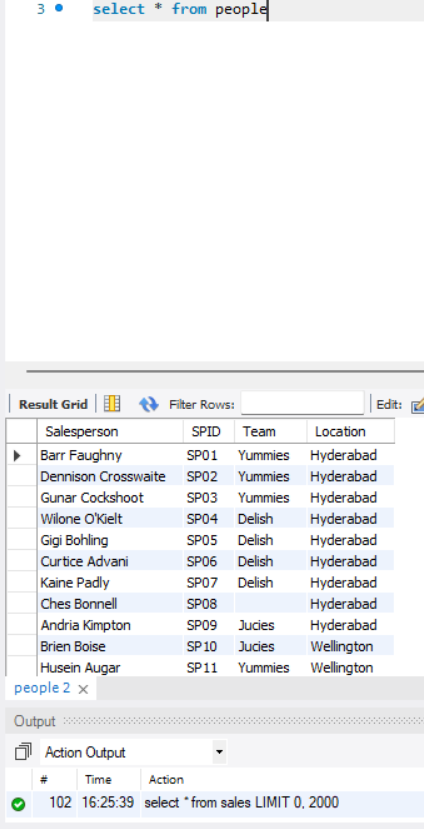 3 select * from people
Result Grid Filter Rows: Edit:
Salesperson SPID Team Location
Barr Faughny SP01 Yummies Hyderabad
Dennison Crosswaite SP02 Yummies Hyderabad
Gunar Cockshoot SP03 Yummies Hyderabad
Wilone O'Kielt SP04 Delish Hyderabad
Gigi Bohling SP05 Delish Hyderabad
Curtice Advani SP06 Delish Hyderabad
Kaine Padly SP07 Delish Hyderabad
Ches Bonnell SP08 Hyderabad
Andria Kimpton SP09 Jucies Hyderabad
Brien Boise SP10 Jucies Wellington
Husein Augar SP11 Yummies Wellington
people 2 ×
Output
Action Output
# Time Action
102 16:25:39 select * from sales LIMIT 0, 2000